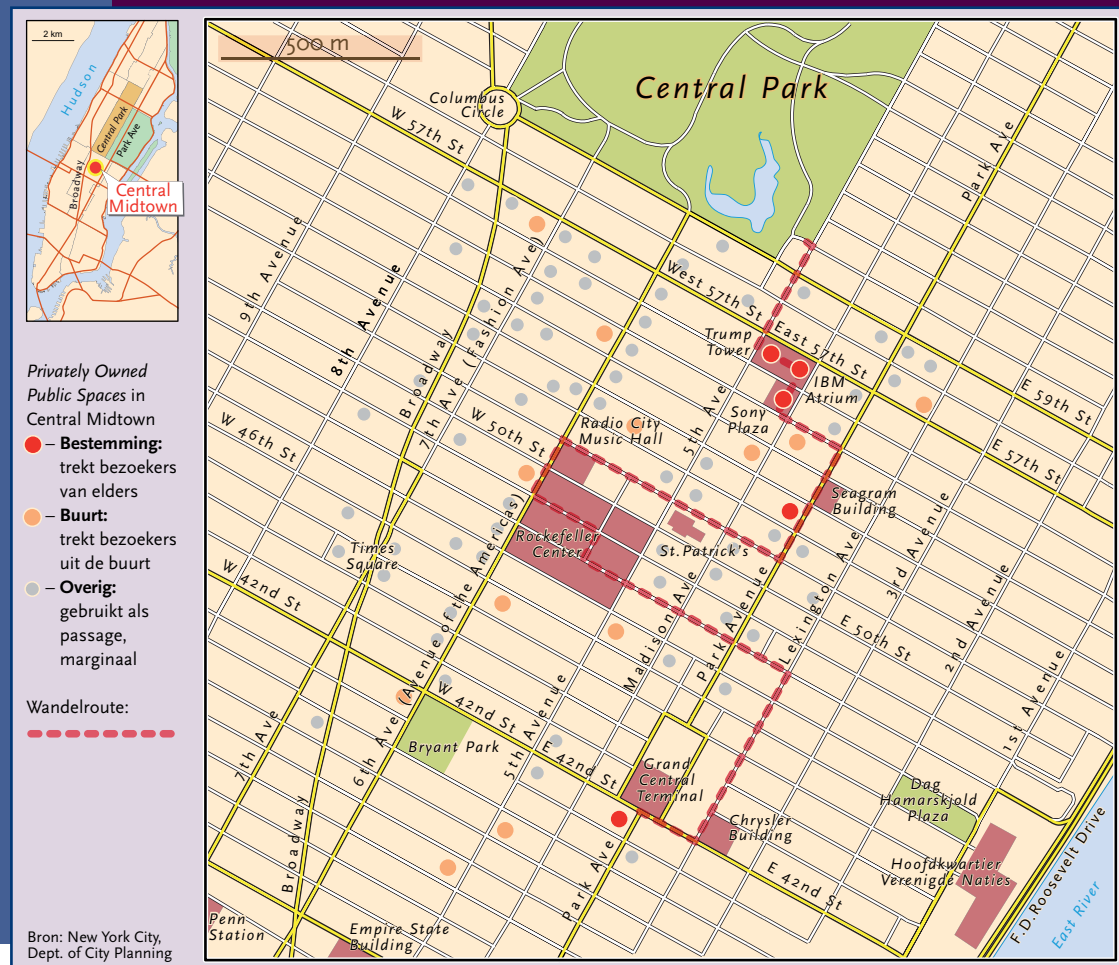 2 km
Hudson
Central Park
Park Ave
Broadway
Central
Midtown
Privately Owned
Public Spaces in
Central Midtown
– Bestemming:
trekt bezoekers
van elders
– Buurt:
trekt bezoekers
uit de buurt
– Overig:
gebruikt als
passage,
marginaal
Wandelroute:
Bron: New York City,
Dept. of City Planning
500 m
Central Park
Columbus
Circle
W 57th St
Park Ave
9th Avenue
8th Avenue
Broadway
7th Ave (Fashion Ave)
West 57th St
East 57th St
Trump
Tower
IBM
Atrium
Sony
Plaza
E 59th St
E 57th St
W 46th St
W 50th St
Radio City
Music Hall
5th Ave
Seagram
Building
Rockefeller
Center
St.Patrick's
Times
Square
W 42nd St
6th Ave (Avenue of the Americas)
Madison Ave
Park Avenue
Lexington Ave
3rd Avenue
E 50th St
2nd Avenue
1st Avenue
W 42nd St
Bryant Park
5th Avenue
E 42nd St
Grand
Central
Terminal
7th Ave
Broadway
Chrysler
Building
Dag
Hamarskjold
Plaza
Hoofdkwartier
Verenigde Naties
E 42nd St
F.D.Roosevelt Drive
East River
Park Ave
Penn
Station
Empire State
Building